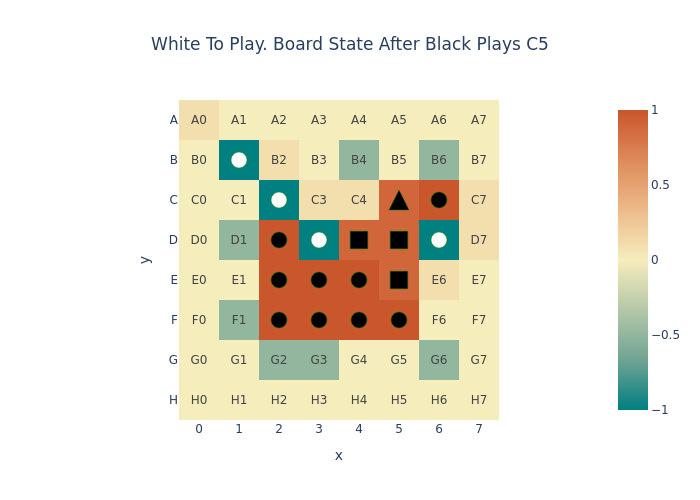 White To Play. Board State After Black Plays C5
A A0 A1 A2 A3 A4 A5 A6 A7
B B0 B2 B3 B4 B5 B6 B7
C C0 C1 C3 C4 C7
D D0 D1 D7
E E0 E1 E6 E7
F F0 F1 F6 F7
G G0 G1 G2 G3 G4 G5 G6 G7
H H0 H1 H2 H3 H4 H5 H6 H7
0 1 2 3 4 5 6 7
x
y
1
0.5
0
−0.5
−1